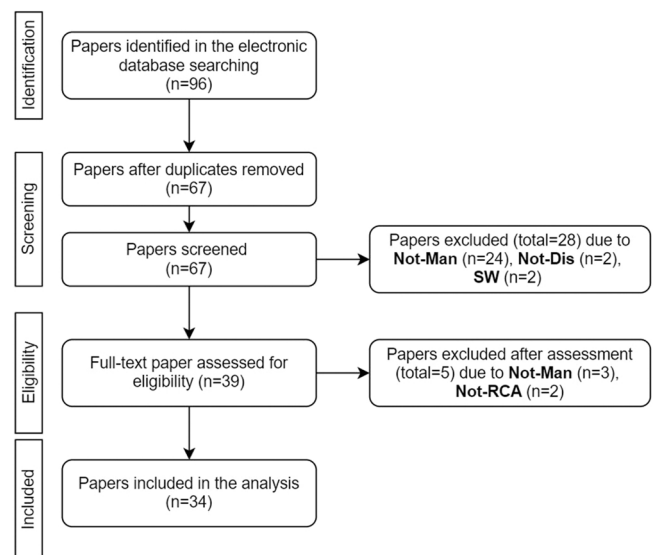 Identification
Papers identified in the electronic
database searching
(n=96)
Screening
Papers after duplicates removed
(n=67)
Papers screened
(n=67)
Papers excluded (total=28) due to
Not-Man (n=24), Not-Dis (n=2),
SW (n=2)
Eligibility
Full-text paper assessed for
eligibility (n=39)
Papers excluded after assessment
(total=5) due to Not-Man (n=3),
Not-RCA (n=2)
Included
Papers included in the analysis
(n=34)